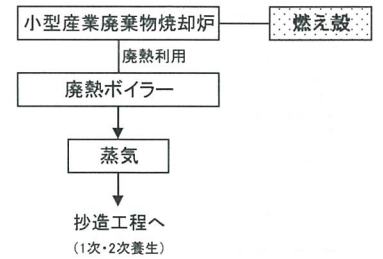 小型産業廃棄物焼却炉
燃え殻
廃熱利用
廃熱ボイラー
蒸気
抄造工程へ
(1次・2次養生)